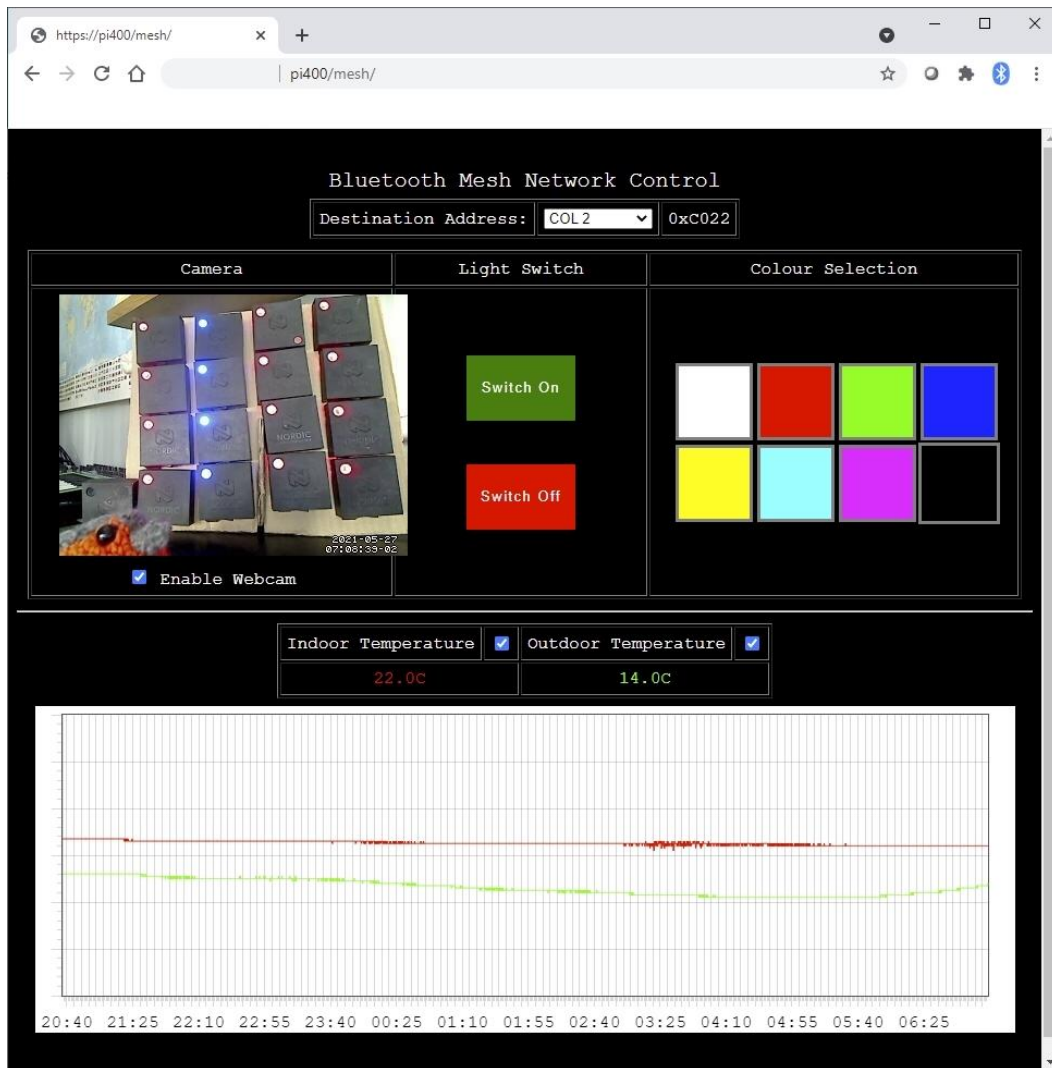 https://pi400/mesh/
pi400/mesh/
Bluetooth Mesh Network Control
Destination Address: COL 2 0xC022
Camera Light Switch Colour Selection
NORDIC
2021-05-27
07:08:39-02
Switch On
Switch Off
Enable Webcam
Indoor Temperature Outdoor Temperature
22.0C 14.0C
20:40 21:25 22:10 22:55 23:40 00:25 01:10 01:55 02:40 03:25 04:10 04:55 05:40 06:25